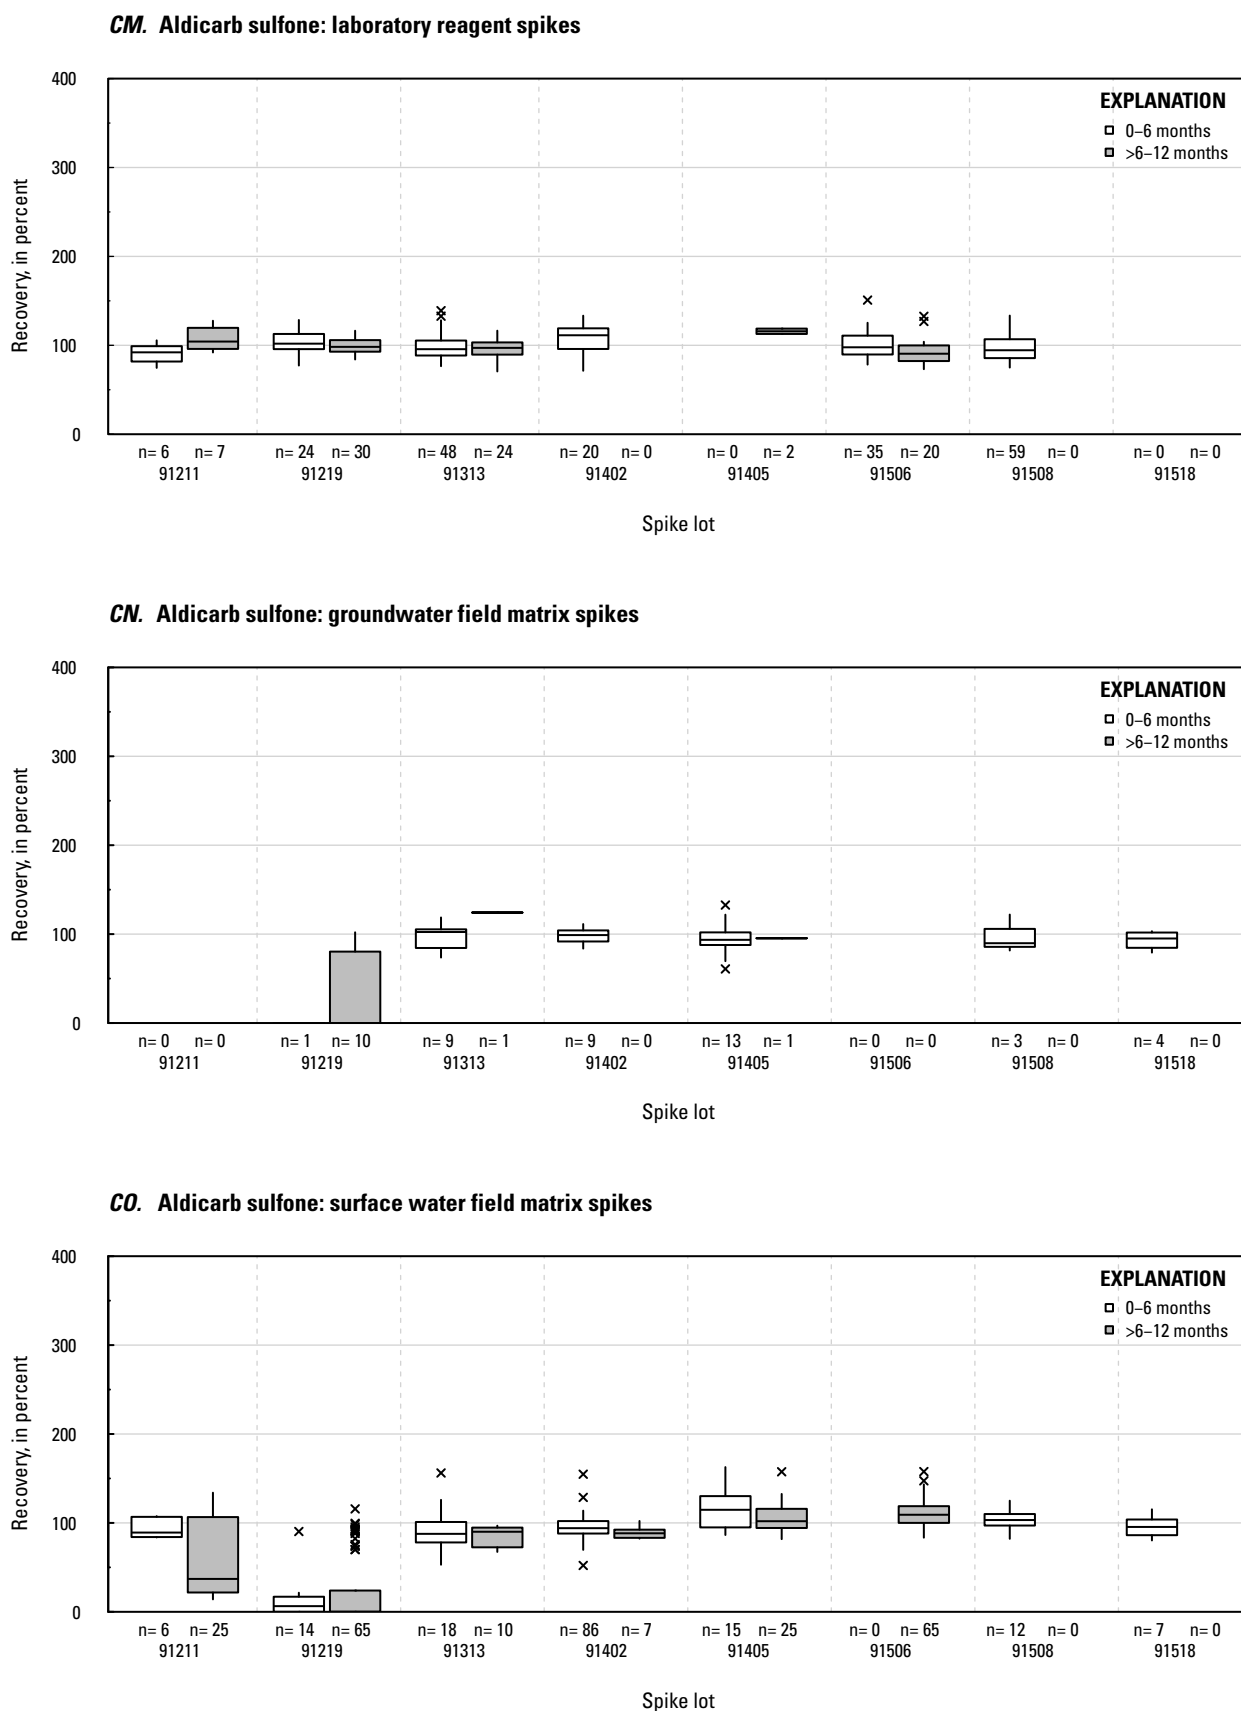 CM. Aldicarb sulfone: laboratory reagent spikes
400
300
200
100
0
Recovery, in percent
EXPLANATION
0–6 months
>6–12 months
n= 6 n= 7 n= 24 n= 30 n= 48 n= 24 n= 20 n= 0 n= 0 n= 2 n= 35 n= 20 n= 59 n= 0 n= 0 n= 0
91211 91219 91313 91402 91405 91506 91508 91518
Spike lot
CN. Aldicarb sulfone: groundwater field matrix spikes
400
300
200
100
0
Recovery, in percent
EXPLANATION
0–6 months
>6–12 months
n= 0 n= 0 n= 1 n= 10 n= 9 n= 1 n= 9 n= 0 n= 13 n= 1 n= 0 n= 0 n= 3 n= 0 n= 4 n= 0
91211 91219 91313 91402 91405 91506 91508 91518
Spike lot
CO. Aldicarb sulfone: surface water field matrix spikes
400
300
200
100
0
Recovery, in percent
EXPLANATION
0–6 months
>6–12 months
n= 6 n= 25 n= 14 n= 65 n= 18 n= 10 n= 86 n= 7 n= 15 n= 25 n= 0 n= 65 n= 12 n= 0 n= 7 n= 0
91211 91219 91313 91402 91405 91506 91508 91518
Spike lot